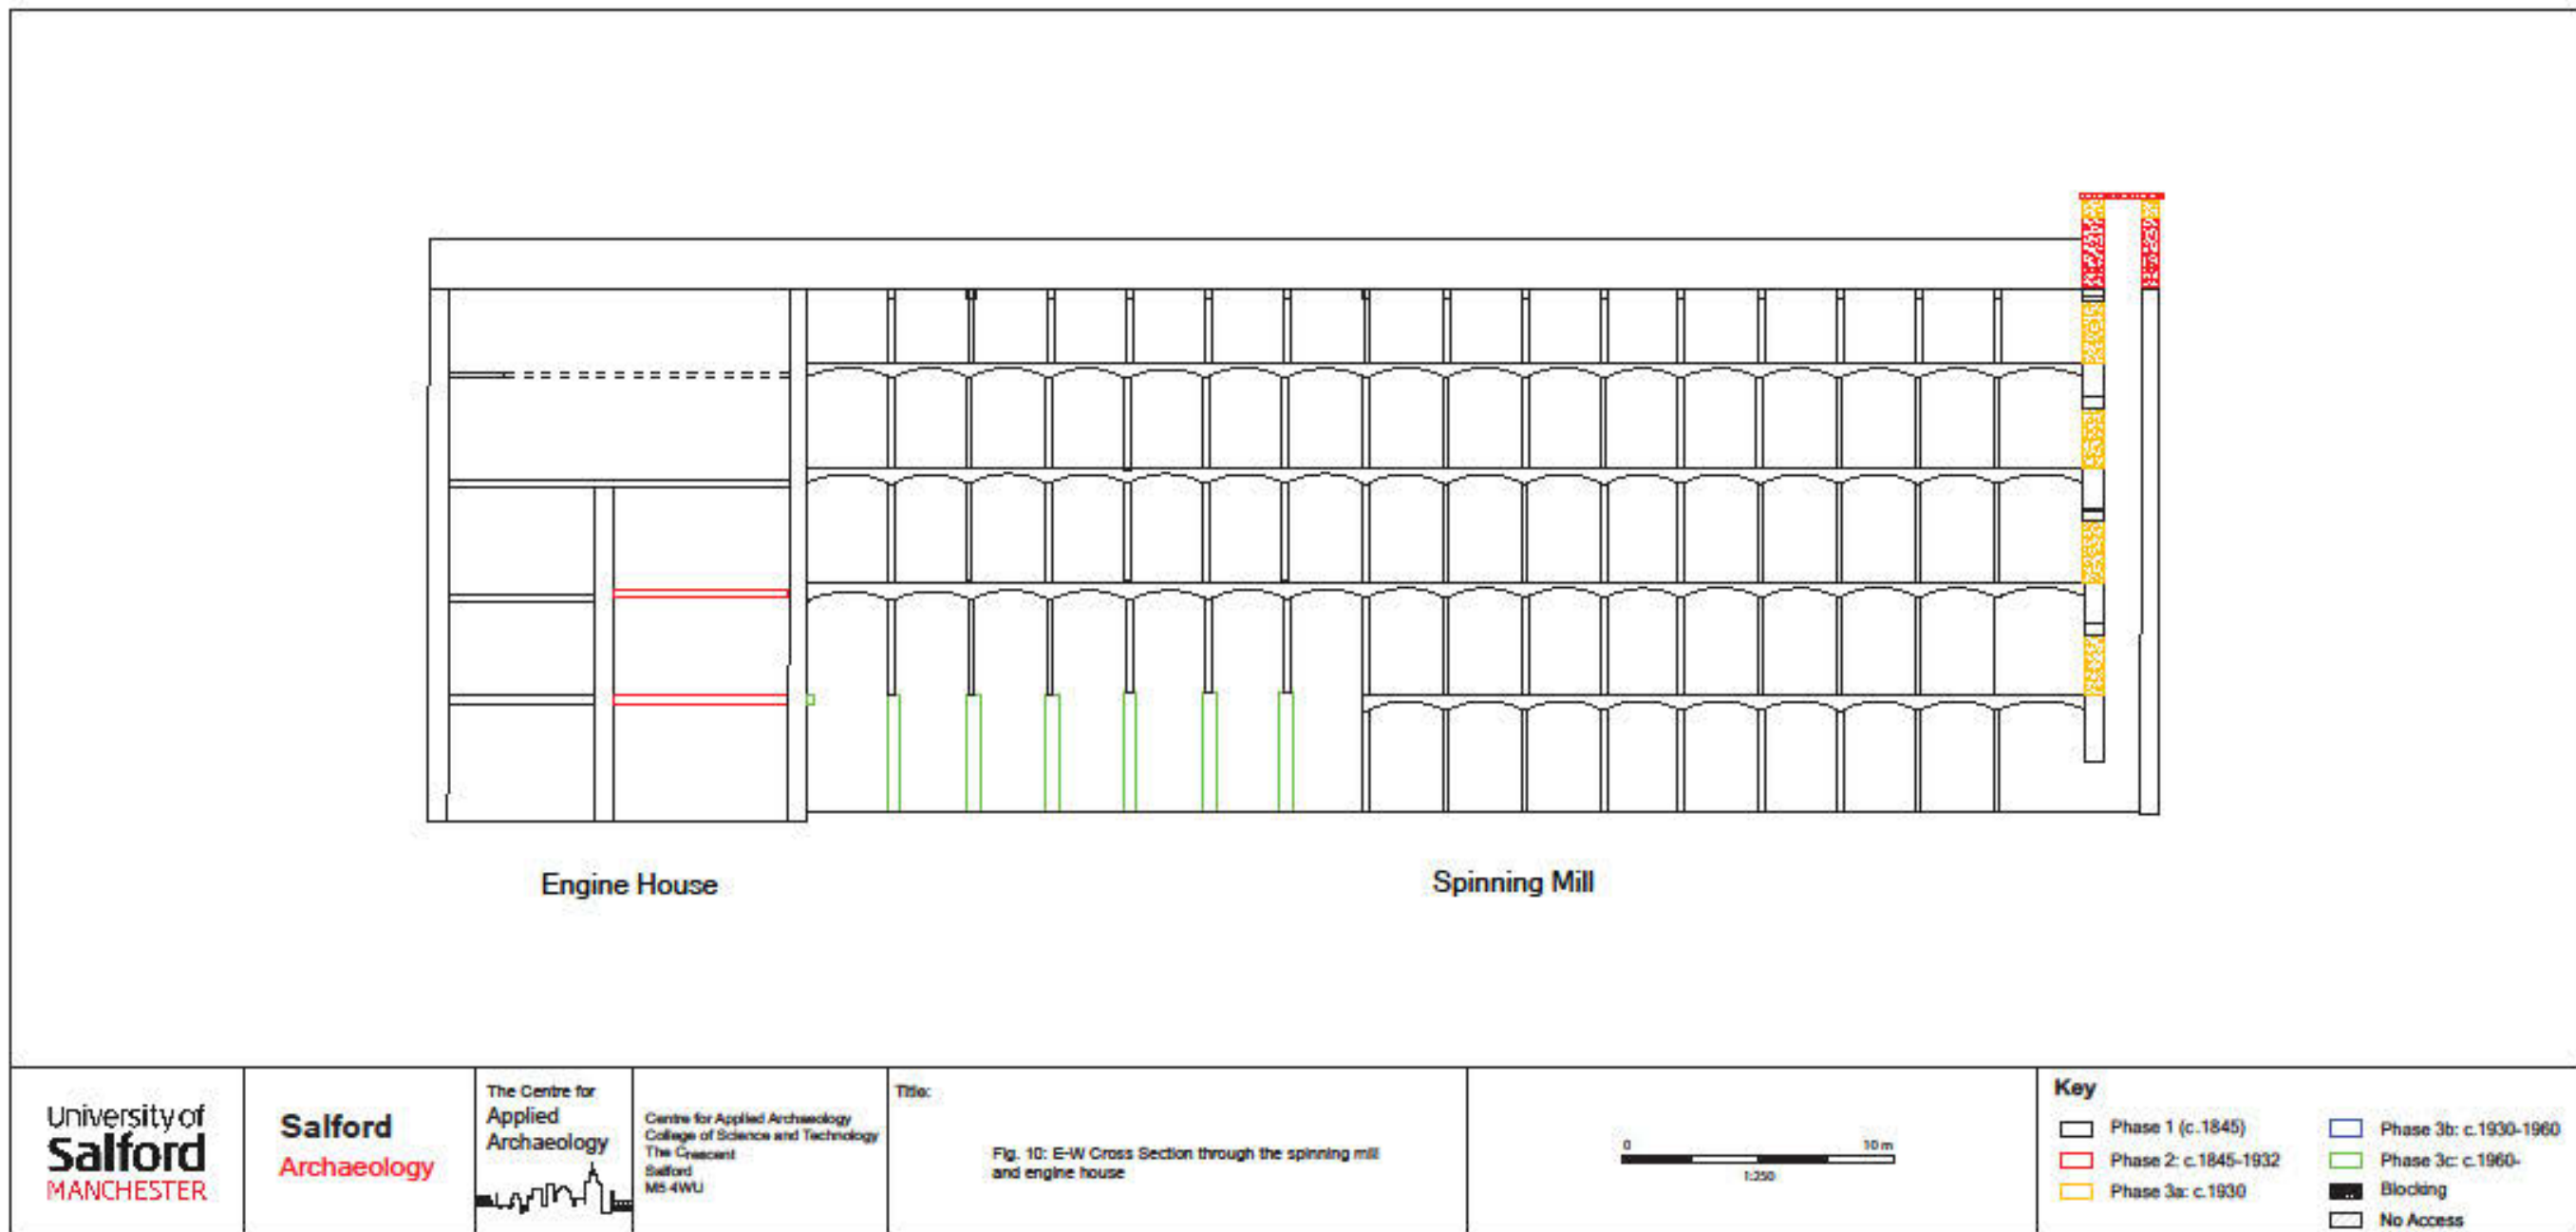 Engine House
Spinning Mill
University of
Salford
MANCHESTER
Salford
Archaeology
The Centre for
Applied
Archaeology
Centre for Applied Archaeology
College of Science and Technology
The Crescent
Salford
M5 4WU
Title:
Fig. 10: E-W Cross Section through the spinning mill
and engine house
0 10 m
1:250
Key
Phase 1 (c.1845)
Phase 2: c.1845-1932
Phase 3a: c.1930
Phase 3b: c.1930-1960
Phase 3c: c.1960-
Blocking
No Access